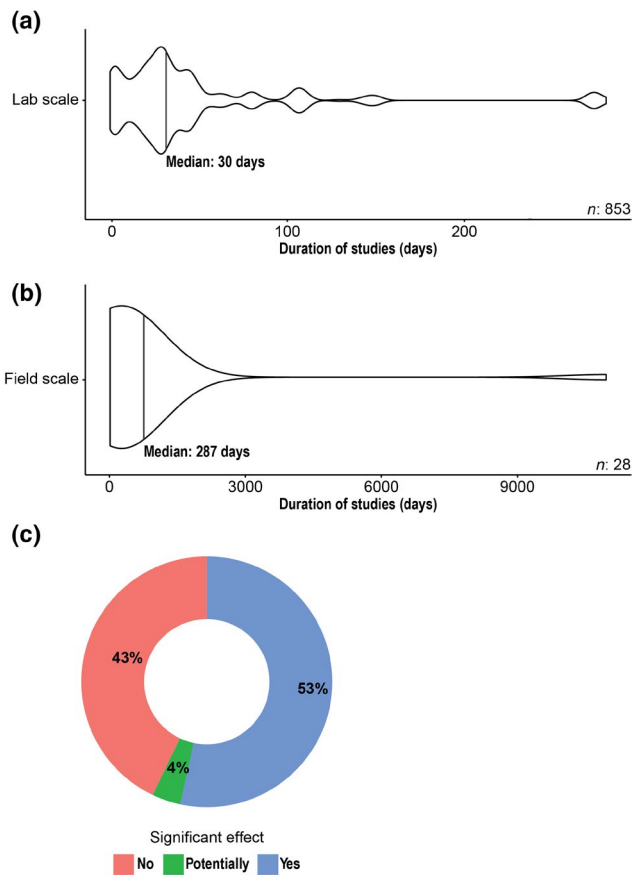 (a)
Lab scale
Median: 30 days
n: 853
0 100 200
Duration of studies (days)
(b)
Field scale
Median: 287 days
n: 28
0 3000 6000 9000
Duration of studies (days)
(c)
43%
53%
4%
Significant effect
No Potentially Yes